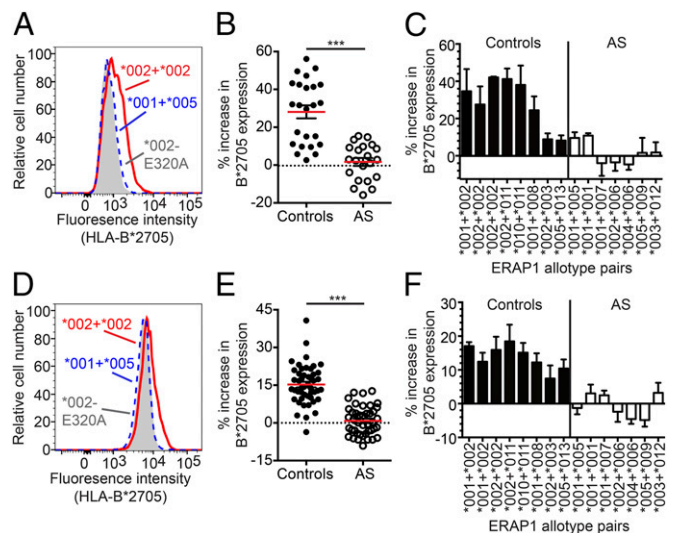 A
Relative cell number
100
80
60
40
20
0
*002+*002
*001+*005
*002-
E320A
0 10³ 10⁴ 10⁵
Fluoresence intensity
(HLA-B*2705)
B
% increase in
B*2705 expression
60
40
20
0
-20
***
Controls AS
C
% increase in
B*2705 expression
60
40
20
0
-20
Controls AS
*001+*002
*001+*002
*002+*002
*002+*011
*010+*011
*001+*008
*002+*003
*005+*013
*001+*005
*001+*001
*001+*007
*002+*006
*004+*006
*005+*009
*003+*012
ERAP1 allotype pairs
D
Relative cell number
100
80
60
40
20
0
*002+*002
*001+*005
*002-
E320A
0 10³ 10⁴ 10⁵
Fluoresence intensity
(HLA-B*2705)
E
% increase in
B*2705 expression
45
30
15
0
-15
***
Controls AS
F
% increase in
B*2705 expression
30
20
10
0
-10
Controls AS
*001+*002
*001+*002
*002+*002
*002+*011
*010+*011
*001+*008
*002+*003
*005+*013
*001+*005
*001+*001
*001+*007
*002+*006
*004+*006
*005+*009
*003+*012
ERAP1 allotype pairs